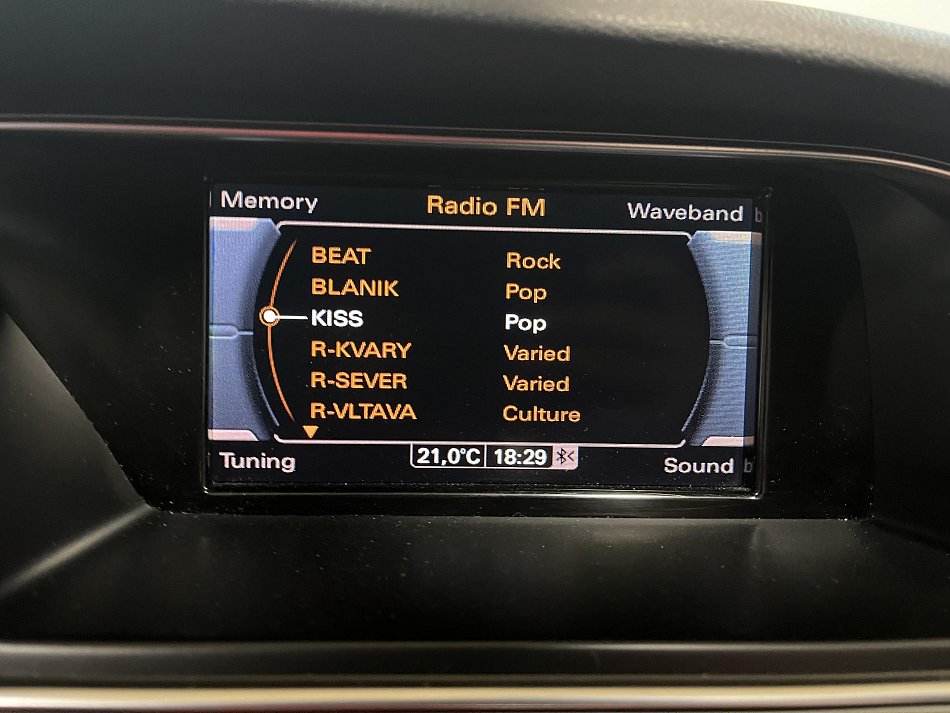 Memory Radio FM Waveband
BEAT Rock
BLANIK Pop
KISS Pop
R-KVARY Varied
R-SEVER Varied
R-VLTAVA Culture
Tuning 21,0°C 18:29 Sound